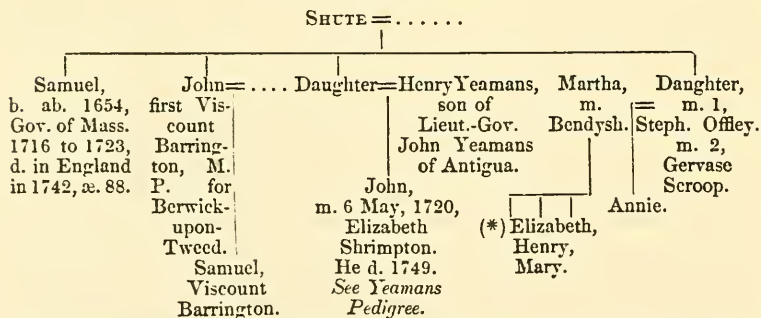 SHUTE = . . . . . .
Samuel,
b. ab. 1654,
Gov. of Mass.
1716 to 1723,
d. in England
in 1742, æ. 88.
John = . . . .
first Vis-
count
Barring-
ton, M.
P. for
Berwick-
upon-
Tweed.
Samuel,
Viscount
Barrington.
Daughter = Henry Yeamans,
son of
Lieut.-Gov.
John Yeamans
of Antigua.
John,
m. 6 May, 1720,
Elizabeth
Shrimpton.
He d. 1749.
See Yeamans
Pedigree.
Martha,
m.
Bendysh.
(*) Elizabeth,
Henry,
Mary.
Danghter,
= m. 1,
Steph. Offley.
m. 2,
Gervase
Scroop.
Annie.